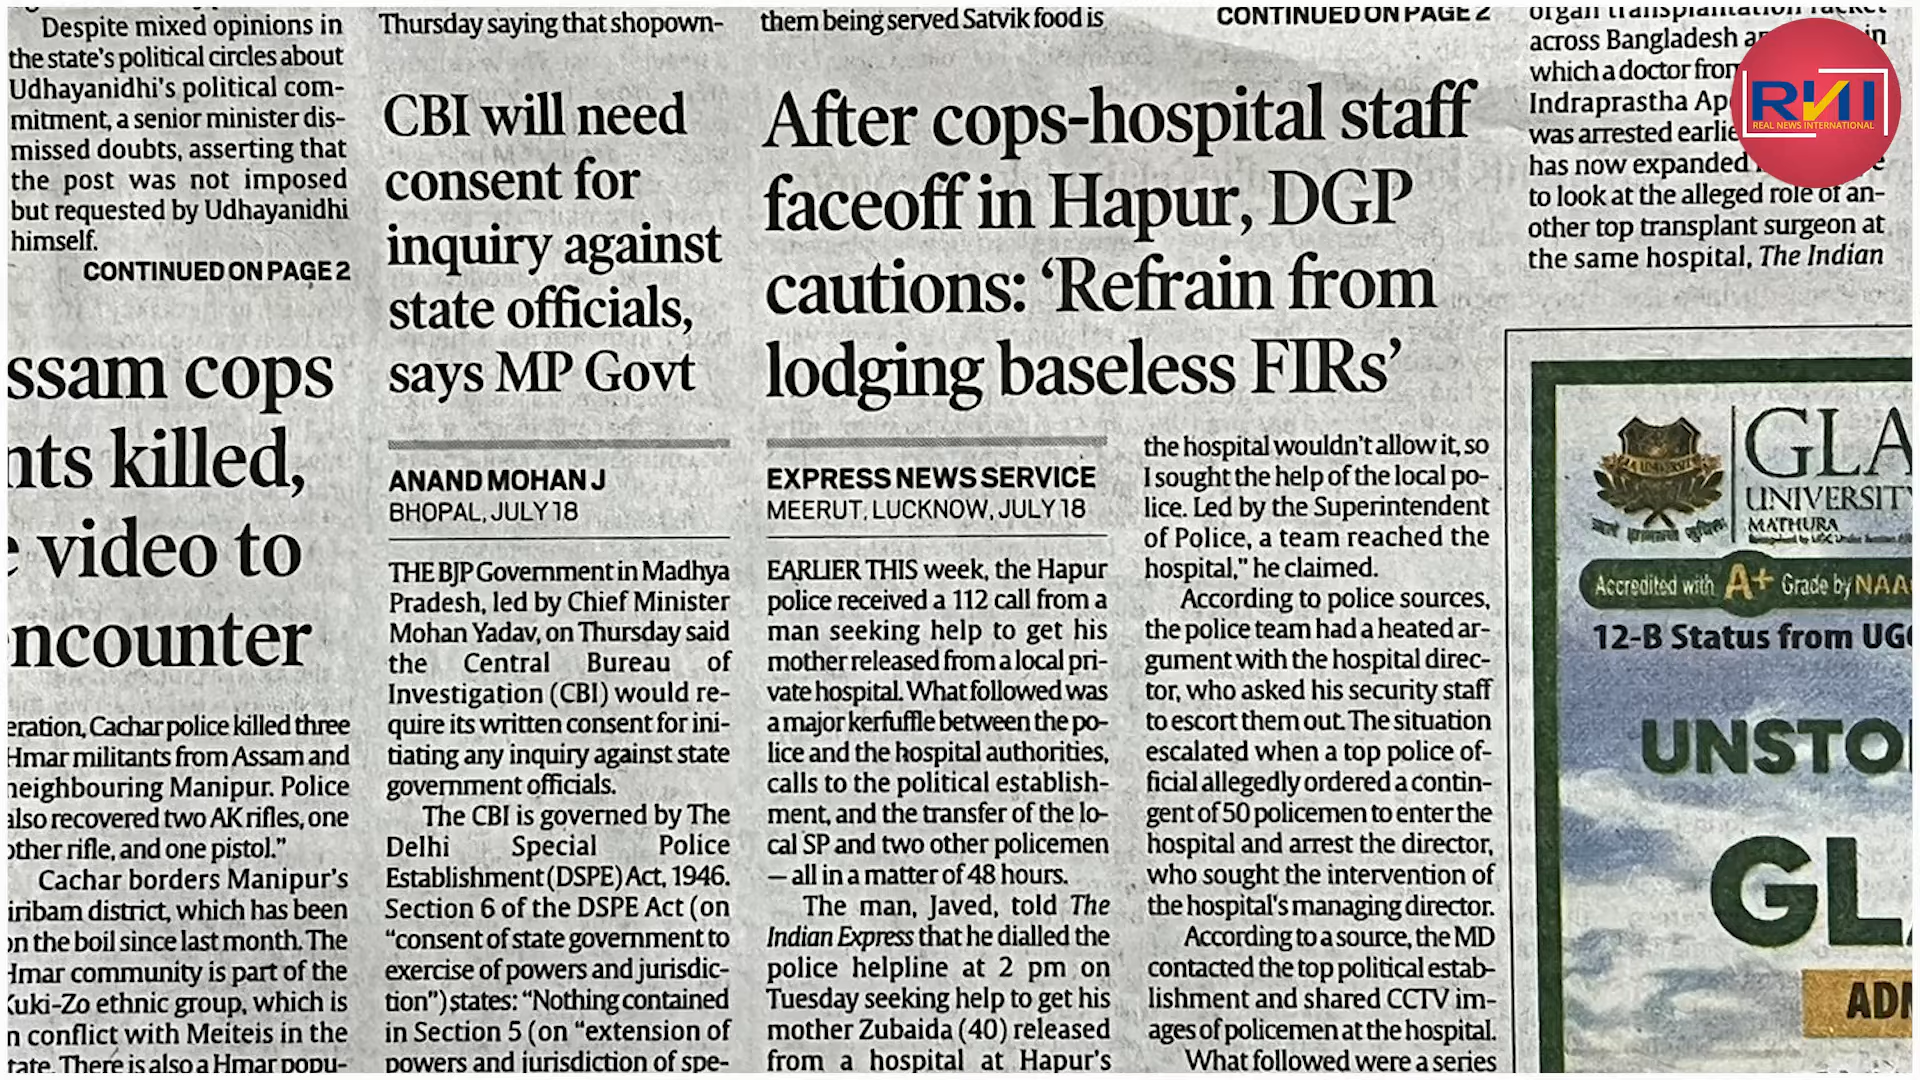 Despite mixed opinions in
the state's political circles about
Udhayanidhi's political com-
mitment, a senior minister dis-
missed doubts, asserting that
the post was not imposed
but requested by Udhayanidhi
himself.
CONTINUED ON PAGE 2
ssam cops
nts killed,
video to
ncounter
eration, Cachar police killed three
Hmar militants from Assam and
neighbouring Manipur. Police
also recovered two AK rifles, one
other rifle, and one pistol."
Cachar borders Manipur's
iribam district, which has been
on the boil since last month. The
Hmar community is part of the
Kuki-Zo ethnic group, which is
n conflict with Meiteis in the
tate. There is also a Hmar popu-
Thursday saying that shopown-
CBI will need
consent for
inquiry against
state officials,
says MP Govt
ANAND MOHAN J
BHOPAL, JULY 18
THE BJP Government in Madhya
Pradesh, led by Chief Minister
Mohan Yadav, on Thursday said
the Central Bureau of
Investigation (CBI) would re-
quire its written consent for ini-
tiating any inquiry against state
government officials.
The CBI is governed by The
Delhi Special Police
Establishment (DSPE) Act, 1946.
Section 6 of the DSPE Act (on
“consent of state government to
exercise of powers and jurisdic-
tion”) states: “Nothing contained
in Section 5 (on “extension of
powers and jurisdiction of spe-
them being served Satvik food is
CONTINUED ON PAGE 2
After cops-hospital staff
faceoff in Hapur, DGP
cautions: ‘Refrain from
lodging baseless FIRs’
EXPRESS NEWS SERVICE
MEERUT, LUCKNOW, JULY 18
EARLIER THIS week, the Hapur
police received a 112 call from a
man seeking help to get his
mother released from a local pri-
vate hospital. What followed was
a major kerfuffle between the po-
lice and the hospital authorities,
calls to the political establish-
ment, and the transfer of the lo-
cal SP and two other policemen
— all in a matter of 48 hours.
The man, Javed, told The
Indian Express that he dialled the
police helpline at 2 pm on
Tuesday seeking help to get his
mother Zubaida (40) released
from a hospital at Hapur's
the hospital wouldn't allow it, so
I sought the help of the local po-
lice. Led by the Superintendent
of Police, a team reached the
hospital," he claimed.
According to police sources,
the police team had a heated ar-
gument with the hospital direc-
tor, who asked his security staff
to escort them out. The situation
escalated when a top police of-
ficial allegedly ordered a contin-
gent of 50 policemen to enter the
hospital and arrest the director,
who sought the intervention of
the hospital's managing director.
According to a source, the MD
contacted the top political estab-
lishment and shared CCTV im-
ages of policemen at the hospital.
What followed were a series
organ transplantation racket
across Bangladesh in
which a doctor from
Indraprastha Ap
was arrested earlie
has now expanded
to look at the alleged role of an-
other top transplant surgeon at
the same hospital, The Indian
RNI
REAL NEWS INTERNATIONAL
GLA
UNIVERSITY
MATHURA
Accredited with A+ Grade by NAA
12-B Status from UGC
UNSTO
GL
ADM